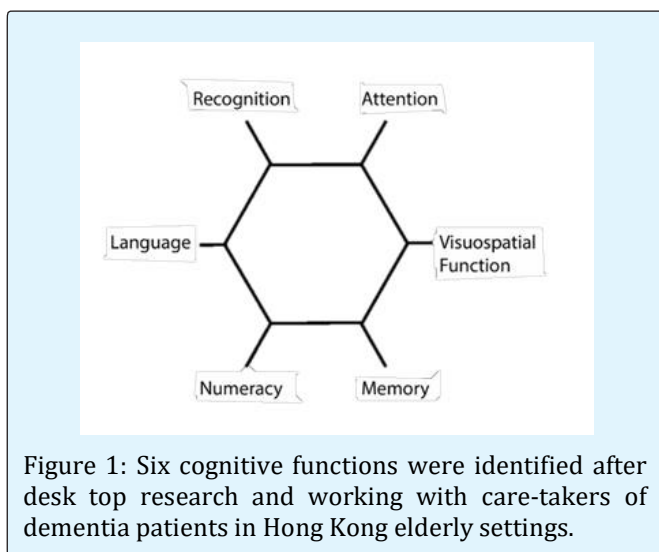 Recognition
Attention
Language
Visuospatial
Function
Numeracy
Memory
Figure 1: Six cognitive functions were identified after
desk top research and working with care-takers of
dementia patients in Hong Kong elderly settings.